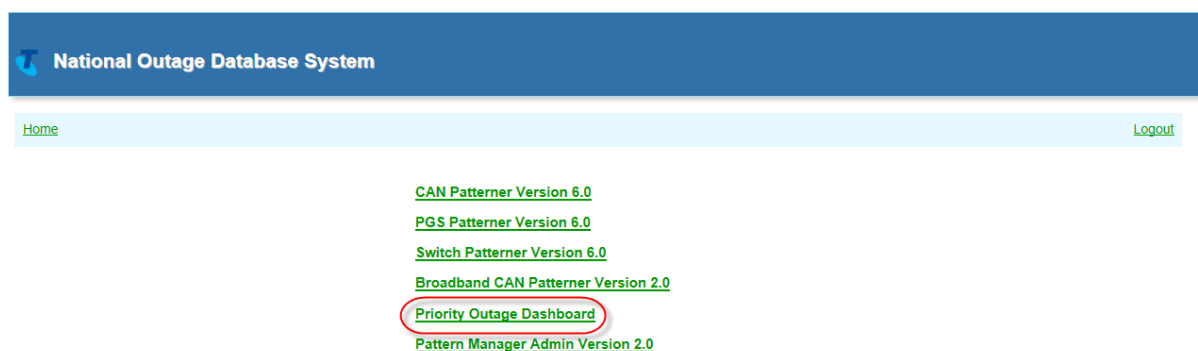 National Outage Database System
Home Logout
CAN Patterner Version 6.0
PGS Patterner Version 6.0
Switch Patterner Version 6.0
Broadband CAN Patterner Version 2.0
Priority Outage Dashboard
Pattern Manager Admin Version 2.0